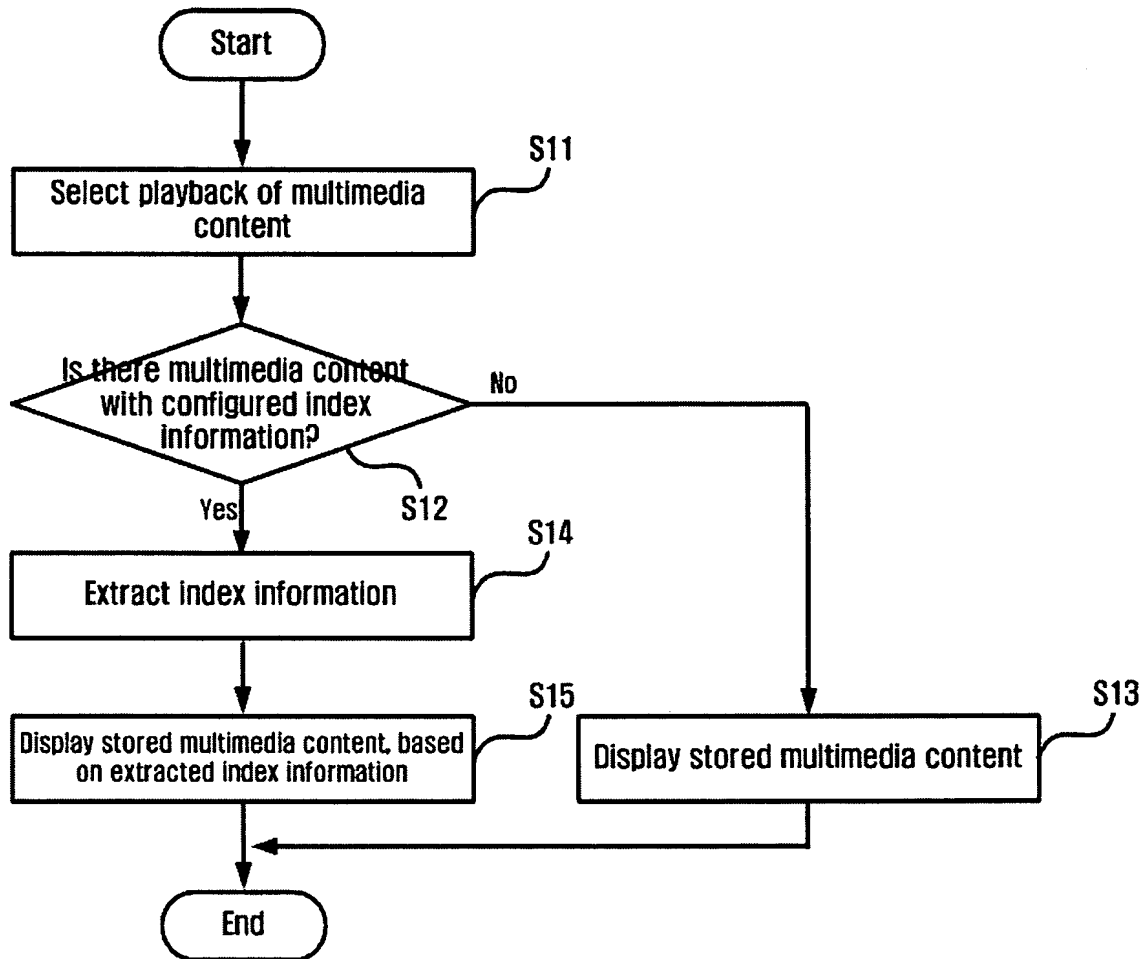 Start
S11
Select playback of multimedia
content
Is there multimedia content
with configured index
information?
No
S12
Yes
S14
Extract index information
S15
Display stored multimedia content, based
on extracted index information
S13
Display stored multimedia content
End